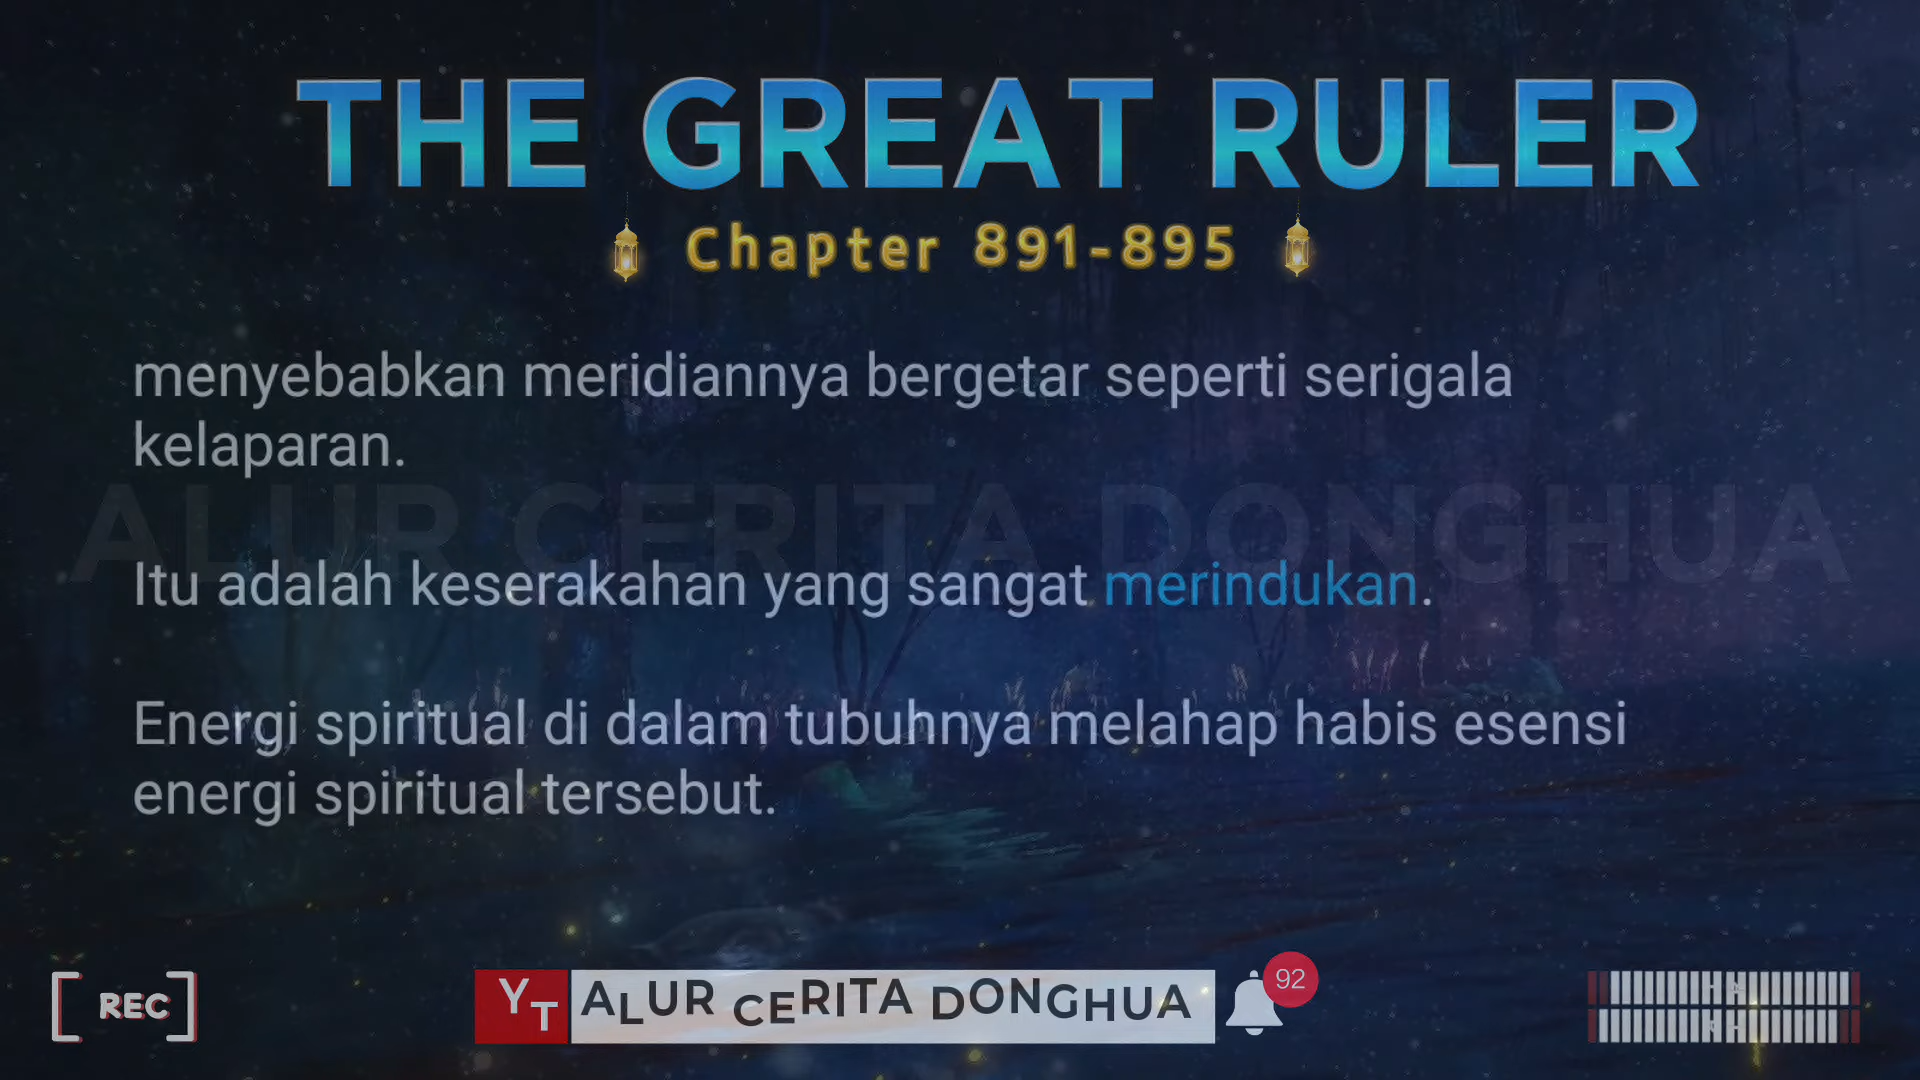 THE GREAT RULER
Chapter 891-895
menyebabkan meridiannya bergetar seperti serigala
kelaparan.
ALUR CERITA DONGHUA
Itu adalah keserakahan yang sangat merindukan.
Energi spiritual di dalam tubuhnya melahap habis esensi
energi spiritual tersebut.
REC
YT ALUR CERITA DONGHUA 92